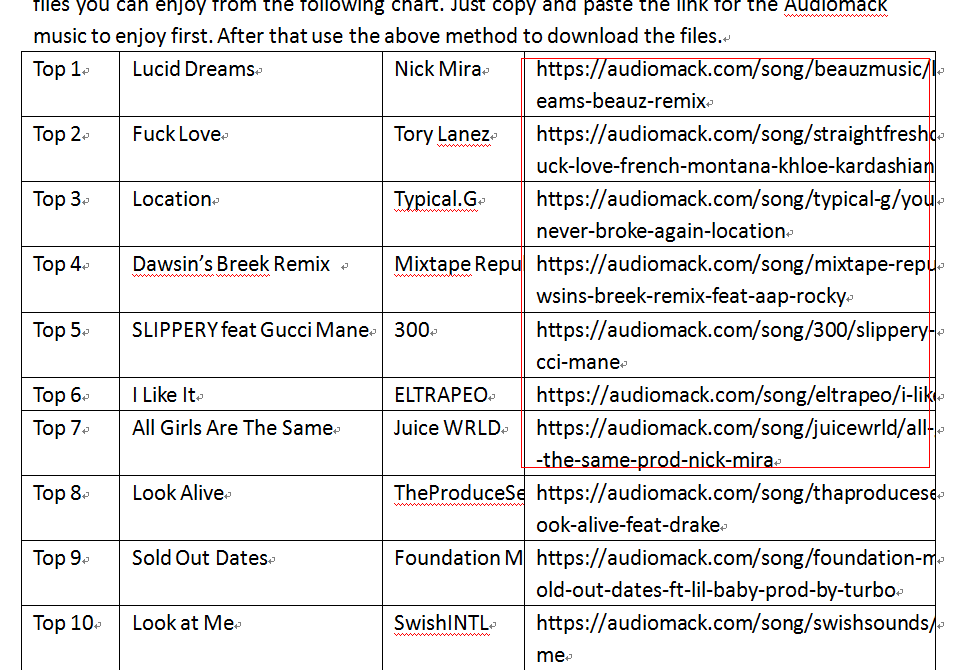 files you can enjoy from the following chart. Just copy and paste the link for the Audiomack
music to enjoy first. After that use the above method to download the files.
Top 1 Lucid Dreams Nick Mira https://audiomack.com/song/beauzmusic/l
eams-beauz-remix
Top 2 Fuck Love Tory Lanez https://audiomack.com/song/straightfresh
uck-love-french-montana-khloe-kardashian
Top 3 Location Typical.G https://audiomack.com/song/typical-g/you
never-broke-again-location
Top 4 Dawsin’s Breek Remix Mixtape Repu https://audiomack.com/song/mixtape-repu
wsins-breek-remix-feat-aap-rocky
Top 5 SLIPPERY feat Gucci Mane 300 https://audiomack.com/song/300/slippery-
cci-mane
Top 6 I Like It ELTRAPEO https://audiomack.com/song/eltrapeo/i-lik
Top 7 All Girls Are The Same Juice WRLD https://audiomack.com/song/juicewrld/all-
-the-same-prod-nick-mira
Top 8 Look Alive TheProduceSe https://audiomack.com/song/thaproducese
ook-alive-feat-drake
Top 9 Sold Out Dates Foundation M https://audiomack.com/song/foundation-m
old-out-dates-ft-lil-baby-prod-by-turbo
Top 10 Look at Me SwishINTL https://audiomack.com/song/swishsounds/
me